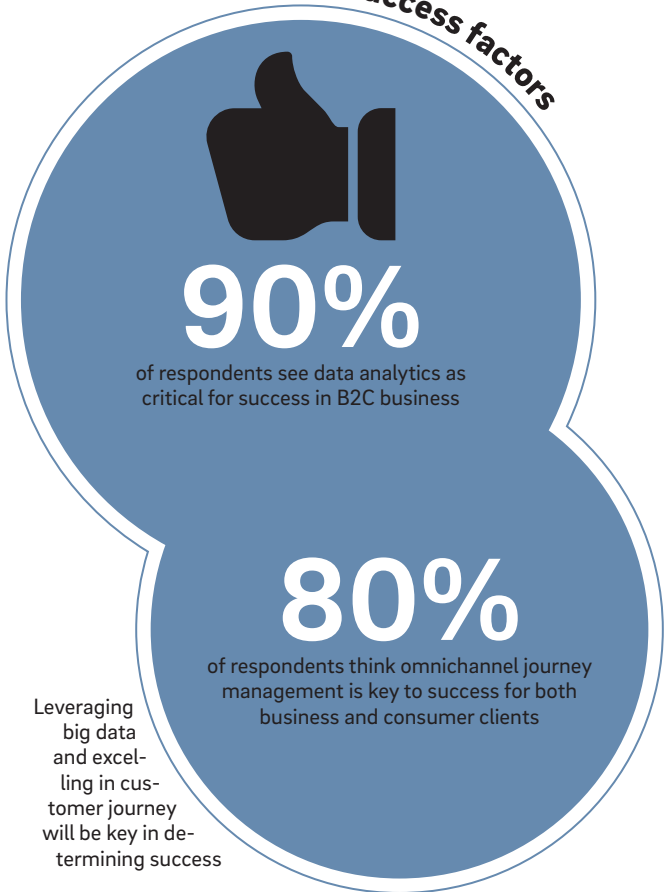 factors
90%
of respondents see data analytics as
critical for success in B2C business
80%
of respondents think omnichannel journey
management is key to success for both
business and consumer clients
Leveraging
big data
and excel-
ling in cus-
tomer journey
will be key in de-
termining success